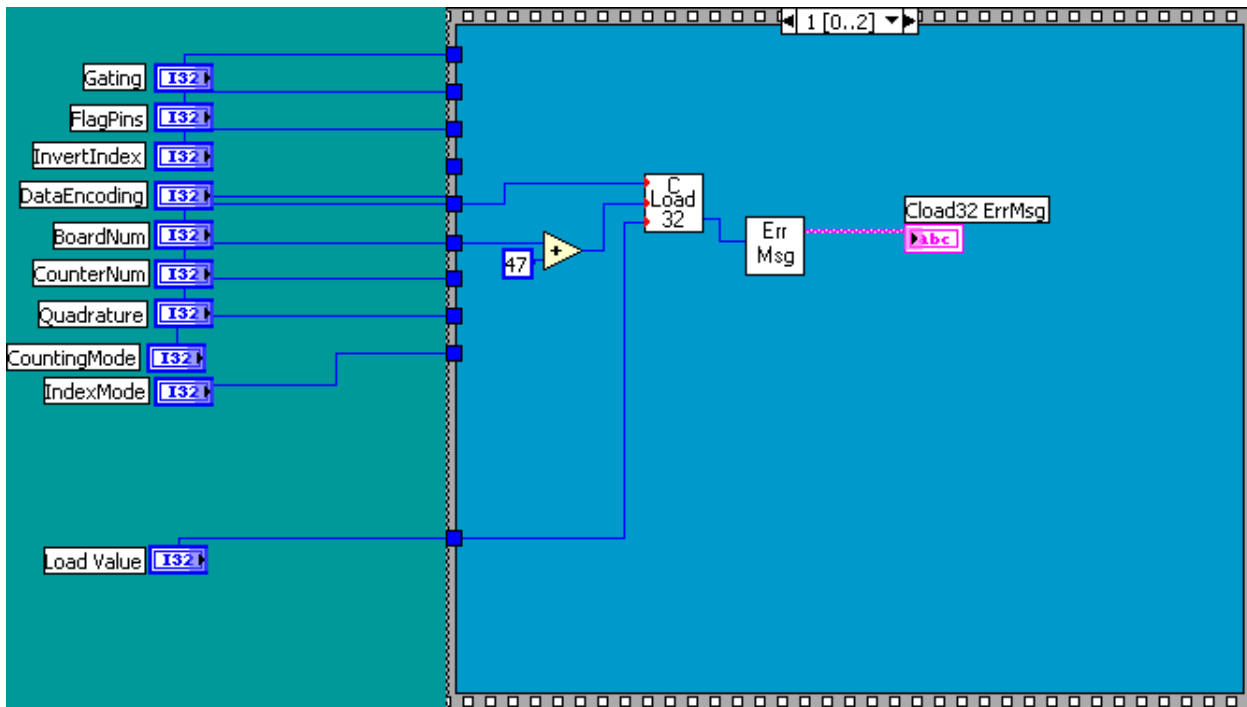 1 [0..2]
Gating
I32
FlagPins
I32
InvertIndex
I32
DataEncoding
I32
BoardNum
I32
CounterNum
I32
Quadrature
I32
CountingMode
I32
IndexMode
I32
Load Value
I32
47
+
C
Load
32
Err
Msg
Cload32 ErrMsg
abc